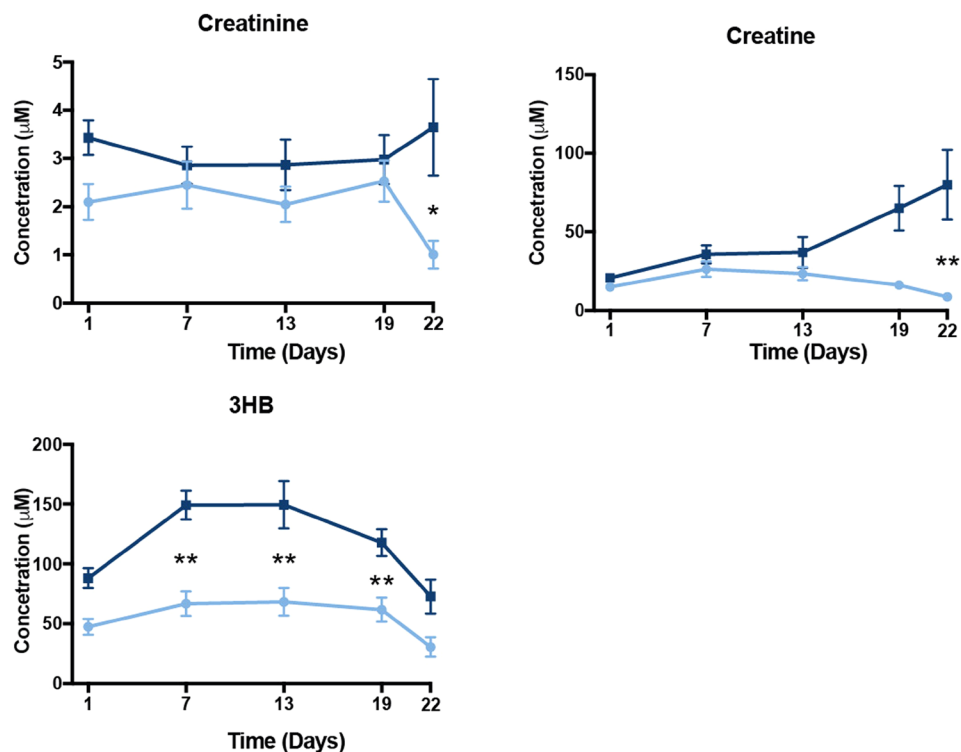 Creatinine
Concetration (μM)
5
4
3
2
1
0
*
1 7 13 19 22
Time (Days)
Creatine
Concetration (μM)
150
100
50
0
**
1 7 13 19 22
Time (Days)
3HB
Concetration (μM)
200
150
100
50
0
** ** **
1 7 13 19 22
Time (Days)